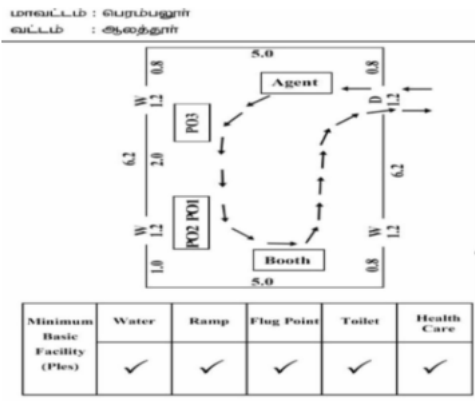 மாவட்டம் : பெரம்பலூர்
வட்டம் : ஆலத்தூர்
5.0
0.8
0.8
Agent
W
1.2
D
1.2
PO3
6.2
2.0
6.2
PO2 PO1
W
1.2
W
1.2
Booth
1.0
0.8
5.0
Minimum Basic Facility (Ples)
Water
Ramp
Flug Point
Toilet
Health Care
✓ ✓ ✓ ✓ ✓